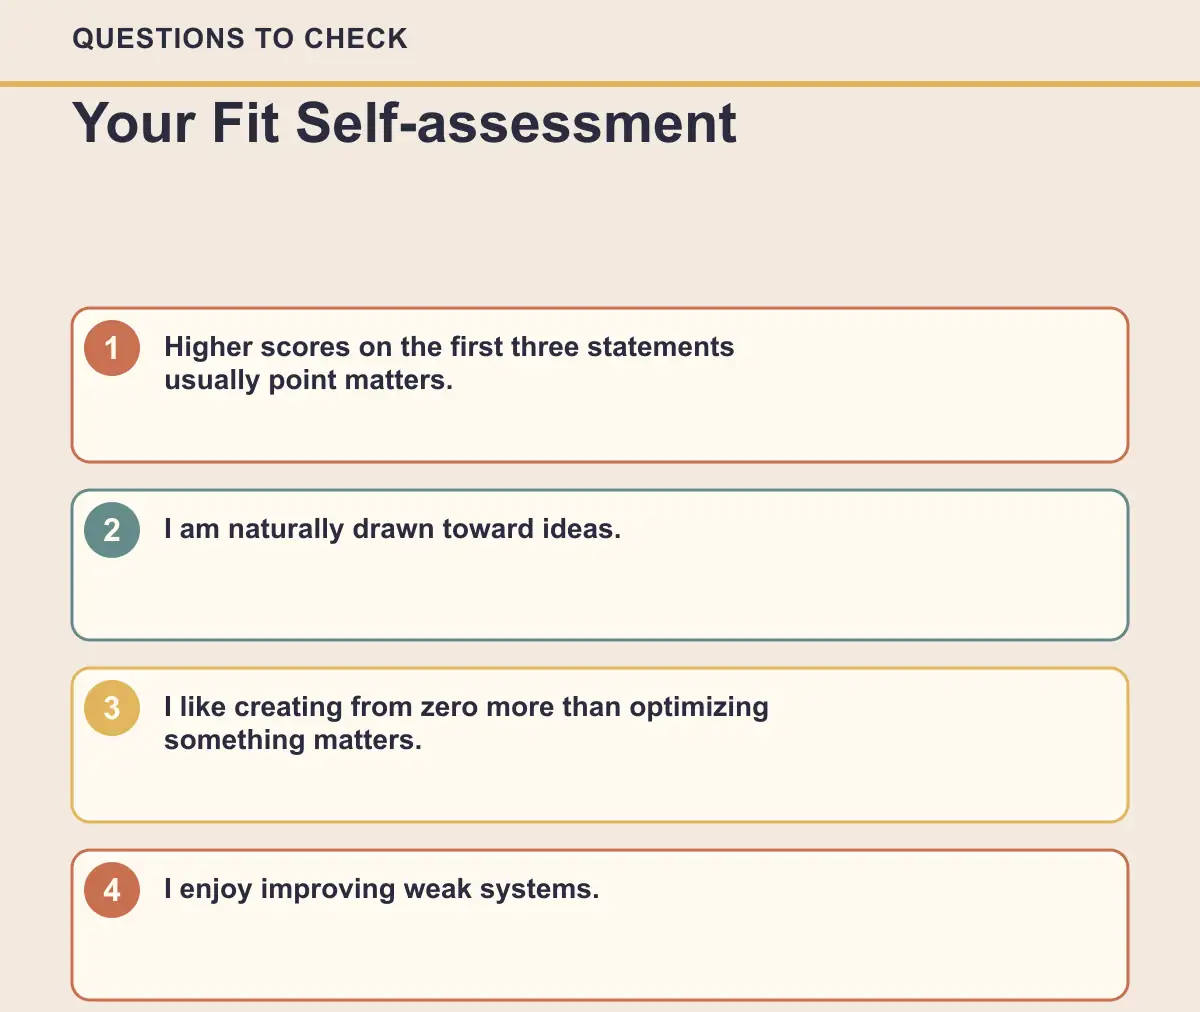 QUESTIONS TO CHECK
Your Fit Self-assessment
1
Higher scores on the first three statements
usually point matters.
2
I am naturally drawn toward ideas.
3
I like creating from zero more than optimizing
something matters.
4
I enjoy improving weak systems.